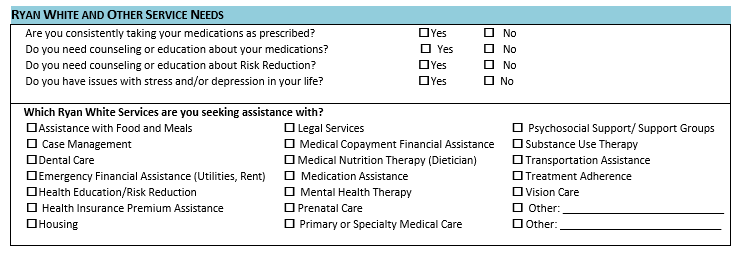 RYAN WHITE AND OTHER SERVICE NEEDS
Are you consistently taking your medications as prescribed? ☐Yes ☐ No
Do you need counseling or education about your medications? ☐ Yes ☐ No
Do you need counseling or education about Risk Reduction? ☐Yes ☐ No
Do you have issues with stress and/or depression in your life? ☐Yes ☐ No
Which Ryan White Services are you seeking assistance with?
☐Assistance with Food and Meals ☐ Legal Services ☐ Psychosocial Support/ Support Groups
☐ Case Management ☐ Medical Copayment Financial Assistance ☐ Substance Use Therapy
☐Dental Care ☐ Medical Nutrition Therapy (Dietician) ☐ Transportation Assistance
☐Emergency Financial Assistance (Utilities, Rent) ☐ Medication Assistance ☐ Treatment Adherence
☐Health Education/Risk Reduction ☐ Mental Health Therapy ☐ Vision Care
☐ Health Insurance Premium Assistance ☐ Prenatal Care ☐ Other: ____________________
☐Housing ☐ Primary or Specialty Medical Care ☐ Other: ____________________